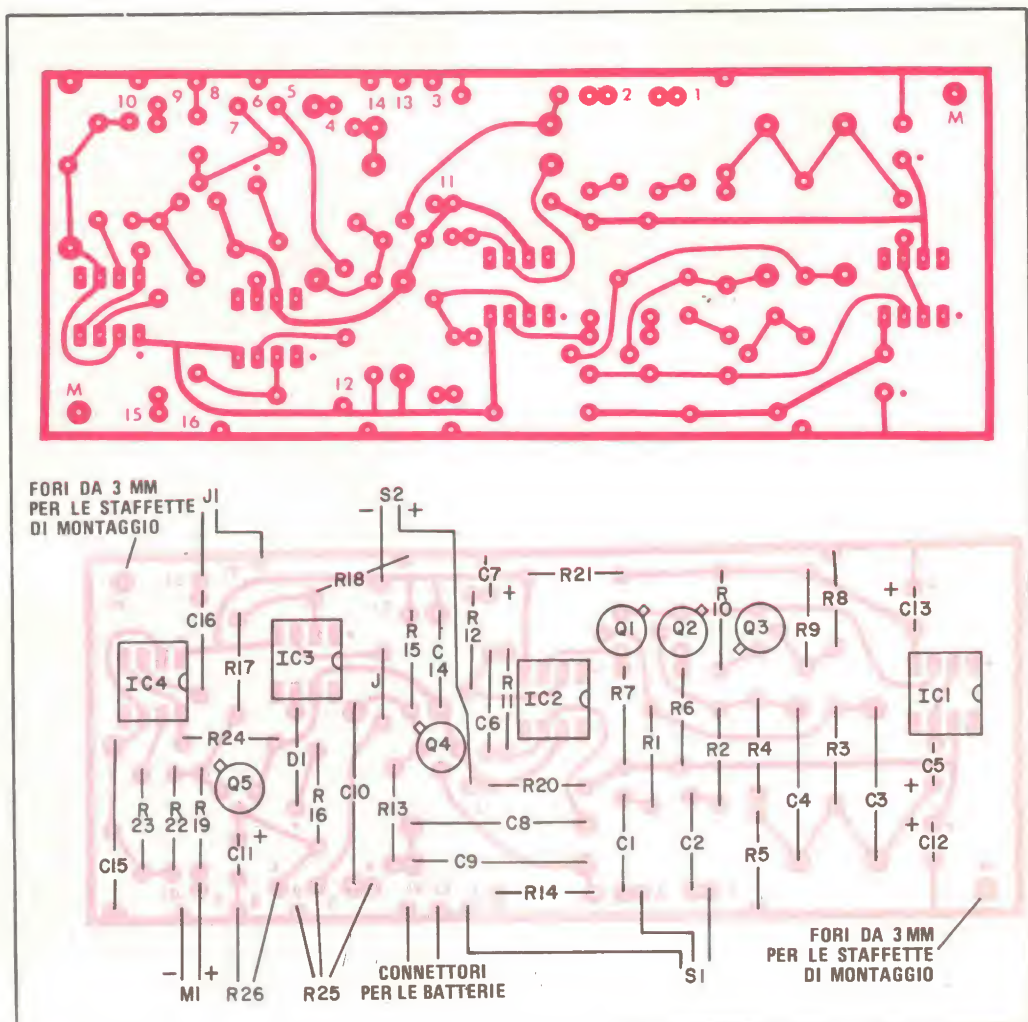 10 9 8 6 5 14 13 3 2 1
7 4 M
11
M 12
15 16
FORI DA 3 MM
PER LE STAFFETTE
DI MONTAGGIO
J1
- S2 +
R18
C7
+
R21
R8
C16
R12
R10
R9
+
C13
R17
IC3
R15
C14
Q1
Q2
Q3
IC4
J
C6
R11
IC2
R7
R6
IC1
R24
D1
Q4
R1
R2
R4
R3
C5
Q5
R16
C10
R13
R20
C4
C3
+
R23
R22
R19
C8
C1
C2
+
C12
C15
C11
+
C9
R5
R14
- +
M1
R26
R25
CONNETTORI
PER LE BATTERIE
S1
FORI DA 3 MM
PER LE STAFFETTE
DI MONTAGGIO